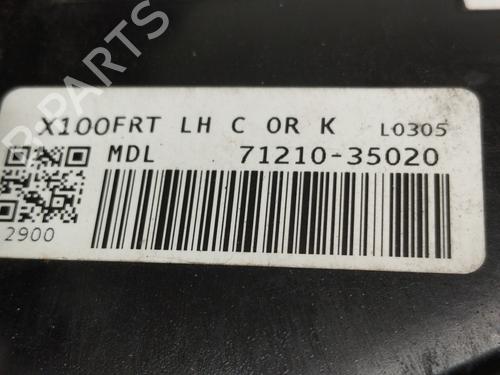 X100FRT LH C OR K L0305
MDL 71210-35020
2900
B-PARTS